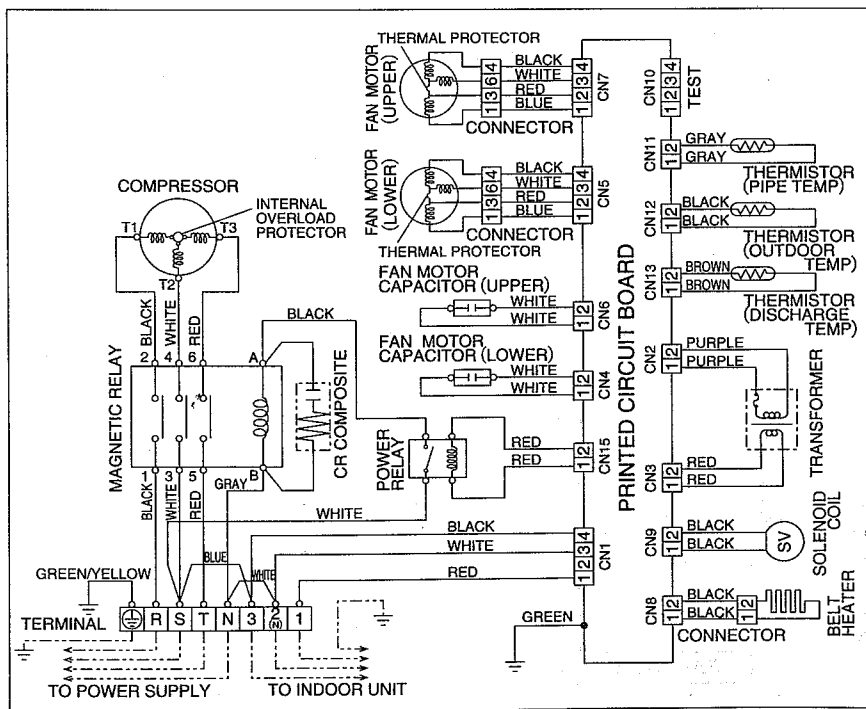 THERMAL PROTECTOR
FAN MOTOR
(UPPER)
4
6
3
1
BLACK
WHITE
RED
BLUE
1 2 3 4
CN7
CONNECTOR
CN10
1 2 3 4
TEST
CN11
1 2
GRAY
GRAY
THERMISTOR
(PIPE TEMP)
FAN MOTOR
(LOWER)
4
6
3
1
BLACK
WHITE
RED
BLUE
1 2 3 4
CN5
CONNECTOR
THERMAL PROTECTOR
CN12
1 2
BLACK
BLACK
THERMISTOR
(OUTDOOR
TEMP)
COMPRESSOR
INTERNAL
OVERLOAD
PROTECTOR
T1
T3
T2
FAN MOTOR
CAPACITOR (UPPER)
WHITE
WHITE
1 2
CN6
CN13
1 2
BROWN
BROWN
THERMISTOR
(DISCHARGE
TEMP)
BLACK
WHITE
RED
BLACK
FAN MOTOR
CAPACITOR (LOWER)
WHITE
WHITE
1 2
CN4
PRINTED CIRCUIT BOARD
CN2
1 2
PURPLE
PURPLE
TRANSFORMER
2
4
6
A
MAGNETIC RELAY
CR COMPOSITE
POWER
RELAY
RED
RED
1 2
CN15
CN3
1 2
RED
RED
1
3
5
B
BLACK
WHITE
RED
GRAY
WHITE
BLACK
WHITE
RED
1 2 3 4
CN1
CN9
1 2
BLACK
BLACK
SV
SOLENOID
COIL
BLUE
WHITE
GREEN/YELLOW
TERMINAL
R S T N 3 2 1
(N)
GREEN
CN8
1 2
BLACK
BLACK
1 2
CONNECTOR
BELT
HEATER
TO POWER SUPPLY
TO INDOOR UNIT